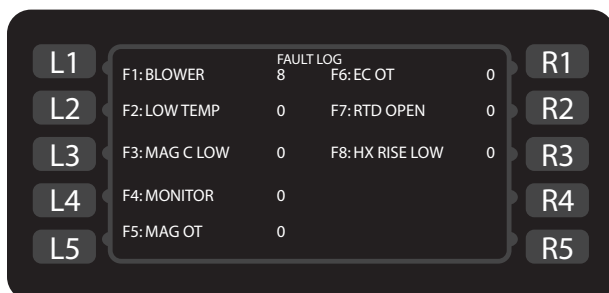 FAULT LOG
L1 F1: BLOWER 8 F6: EC OT 0 R1
L2 F2: LOW TEMP 0 F7: RTD OPEN 0 R2
L3 F3: MAG C LOW 0 F8: HX RISE LOW 0 R3
L4 F4: MONITOR 0 R4
L5 F5: MAG OT 0 R5